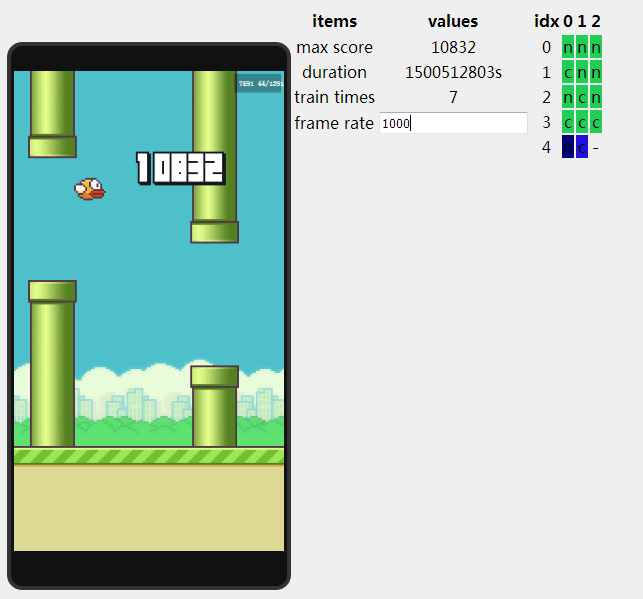 items values
max score 10832
duration 1500512803s
train times 7
frame rate 1000
idx 0 1 2
0 n n n
1 c n n
2 n c n
3 c c c
4 n c -
10832